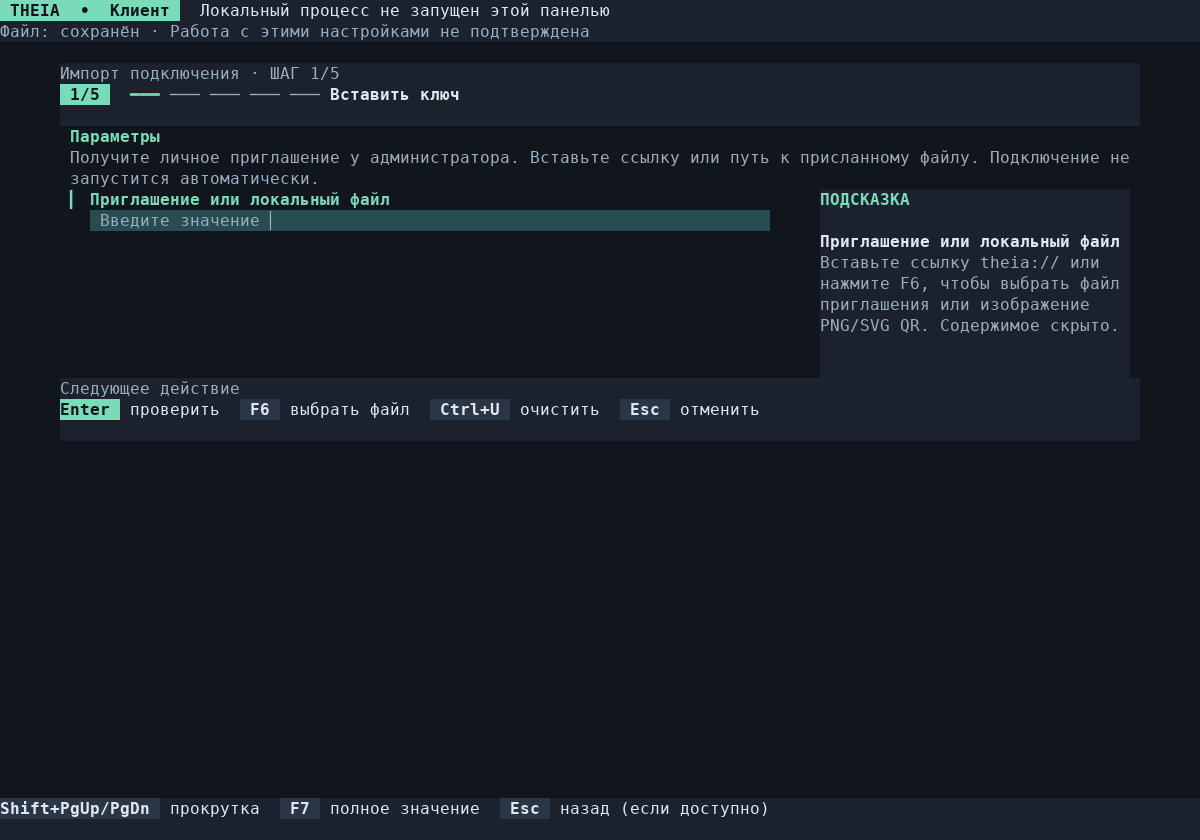 THEIA • Клиент Локальный процесс не запущен этой панелью
Файл: сохранён · Работа с этими настройками не подтверждена
Импорт подключения · ШАГ 1/5
1/5 Вставить ключ
Параметры
Получите личное приглашение у администратора. Вставьте ссылку или путь к присланному файлу. Подключение не
запустится автоматически.
Приглашение или локальный файл
Введите значение
ПОДСКАЗКА
Приглашение или локальный файл
Вставьте ссылку theia:// или
нажмите F6, чтобы выбрать файл
приглашения или изображение
PNG/SVG QR. Содержимое скрыто.
Следующее действие
Enter проверить F6 выбрать файл Ctrl+U очистить Esc отменить
Shift+PgUp/PgDn прокрутка F7 полное значение Esc назад (если доступно)